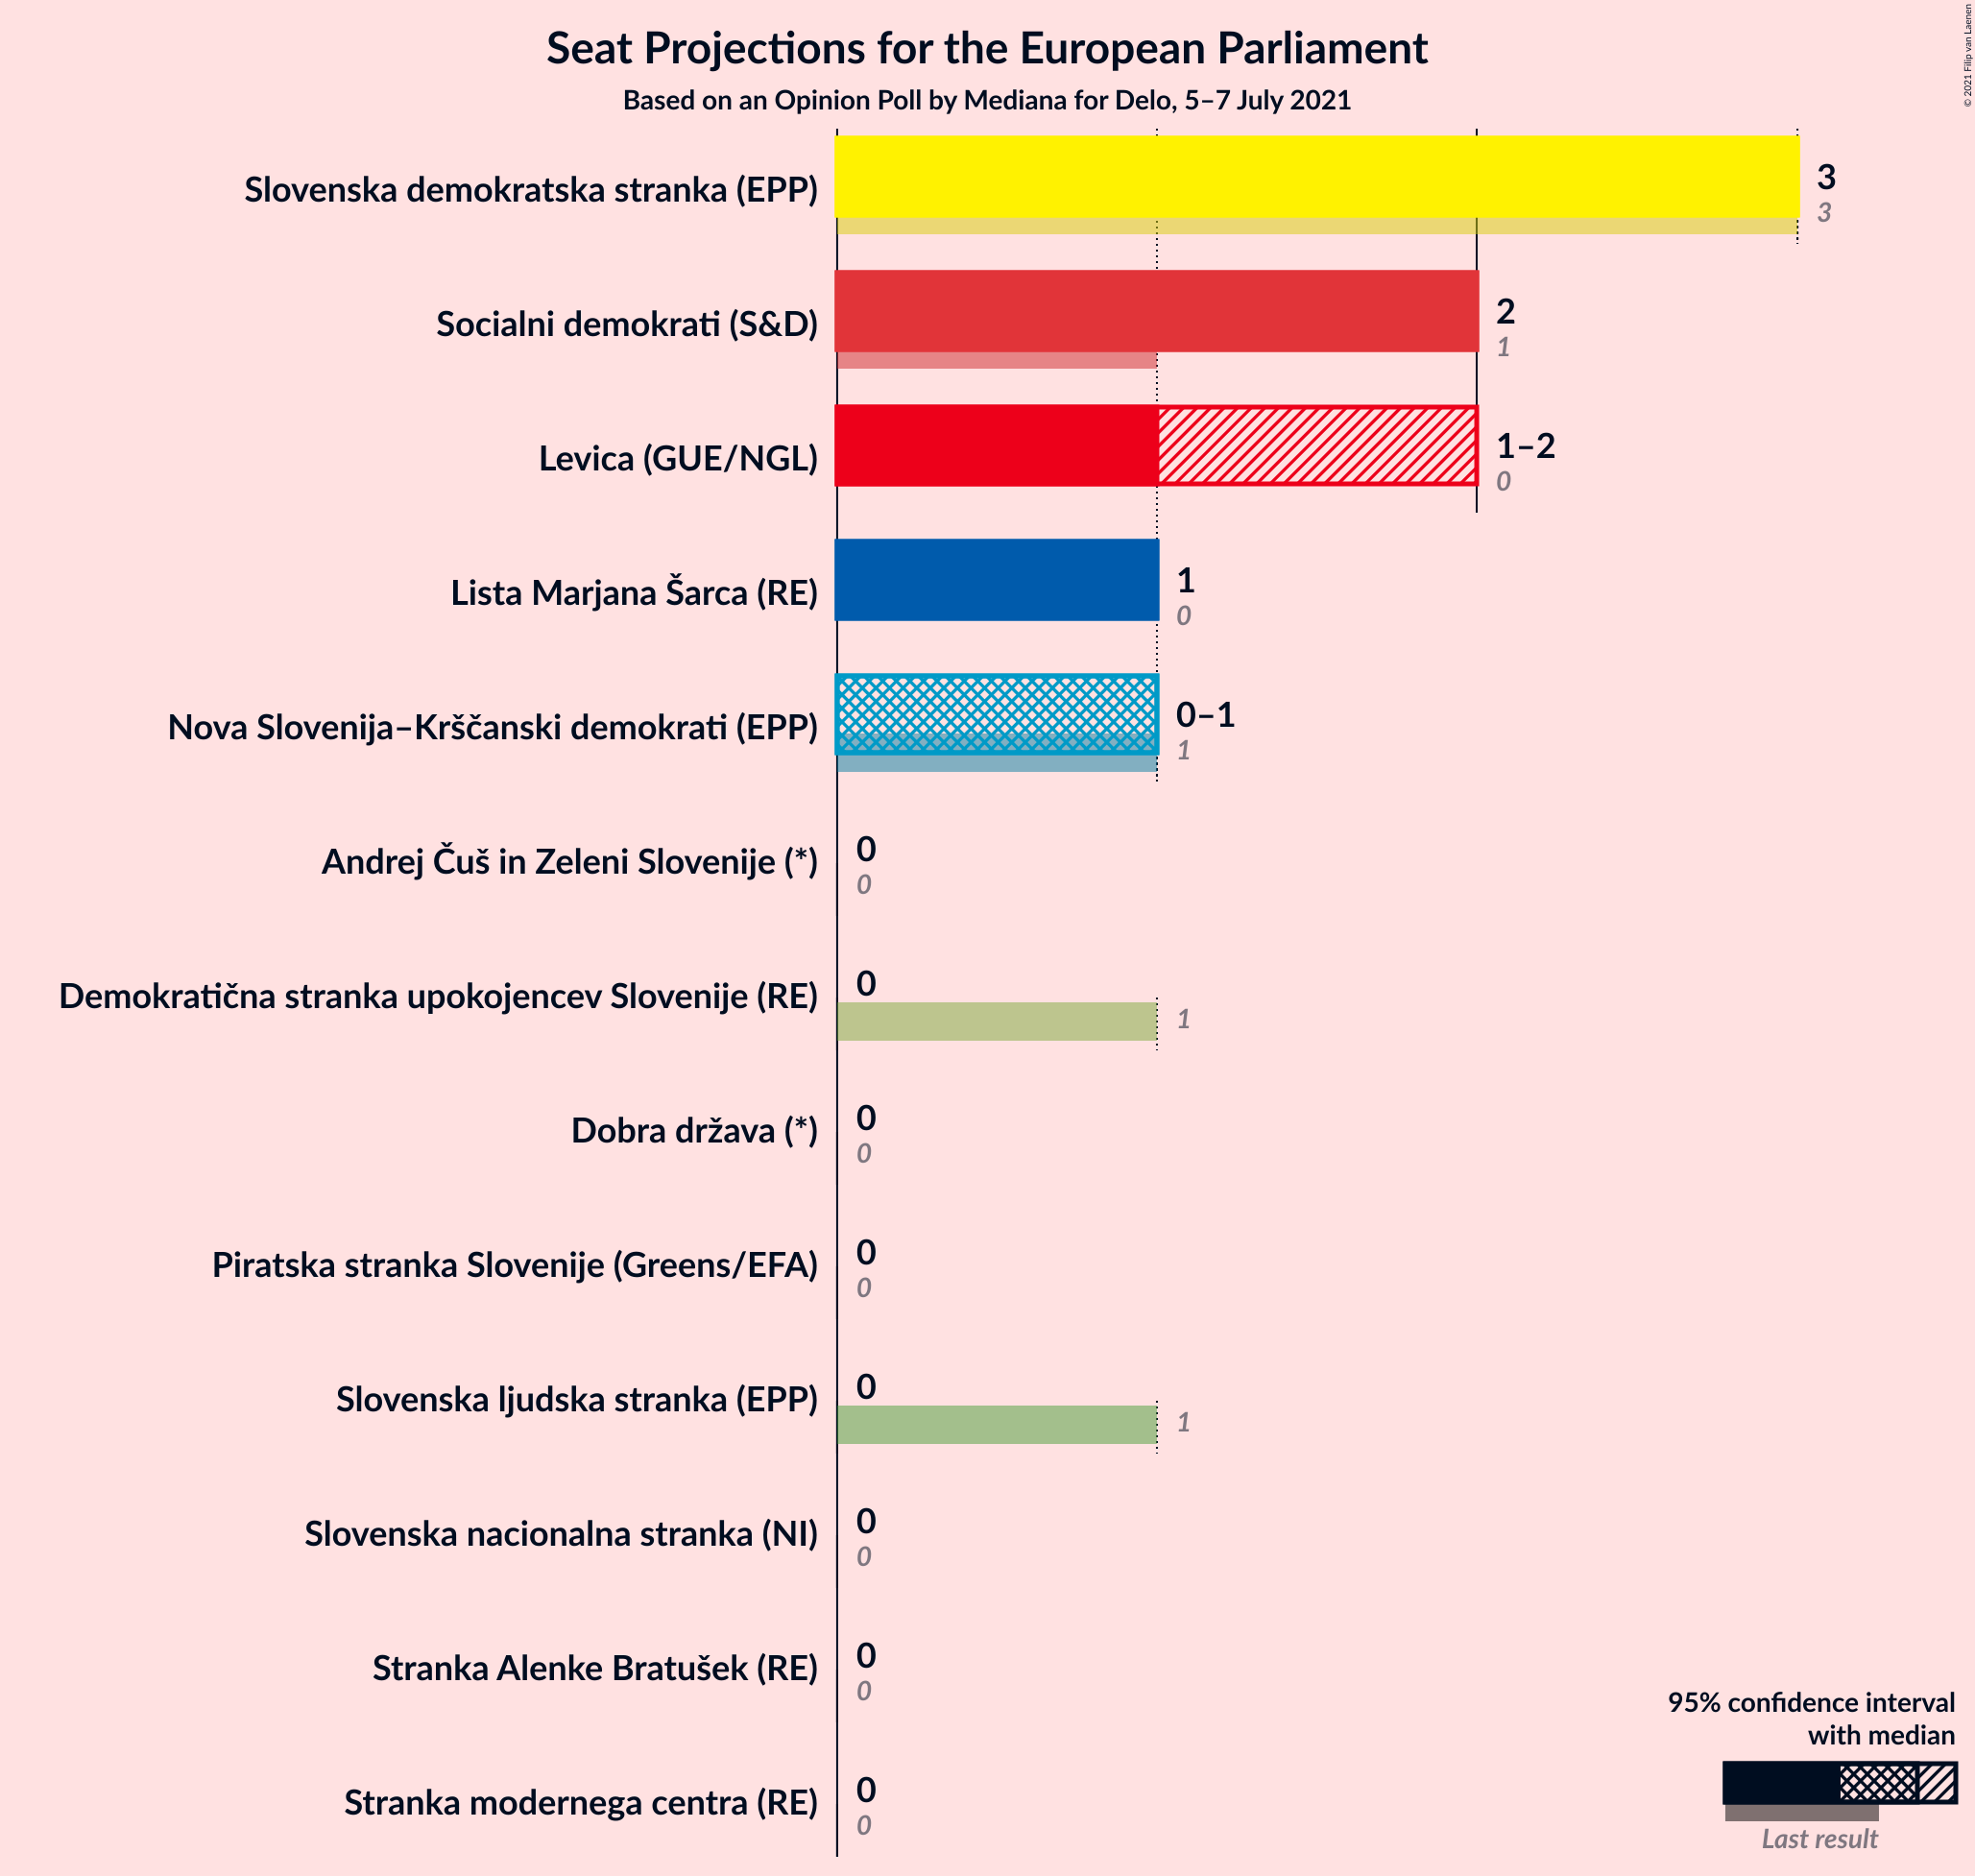 Seat Projections for the European Parliament
Based on an Opinion Poll by Mediana for Delo, 5–7 July 2021
© 2021 Filip van Laenen
Slovenska demokratska stranka (EPP)
3
3
Socialni demokrati (S&D)
2
1
Levica (GUE/NGL)
1–2
0
Lista Marjana Šarca (RE)
1
0
Nova Slovenija–Krščanski demokrati (EPP)
0–1
1
Andrej Čuš in Zeleni Slovenije (*)
0
0
Demokratična stranka upokojencev Slovenije (RE)
0
1
Dobra država (*)
0
0
Piratska stranka Slovenije (Greens/EFA)
0
0
Slovenska ljudska stranka (EPP)
0
1
Slovenska nacionalna stranka (NI)
0
0
Stranka Alenke Bratušek (RE)
0
0
Stranka modernega centra (RE)
0
0
95% confidence interval
with median
Last result